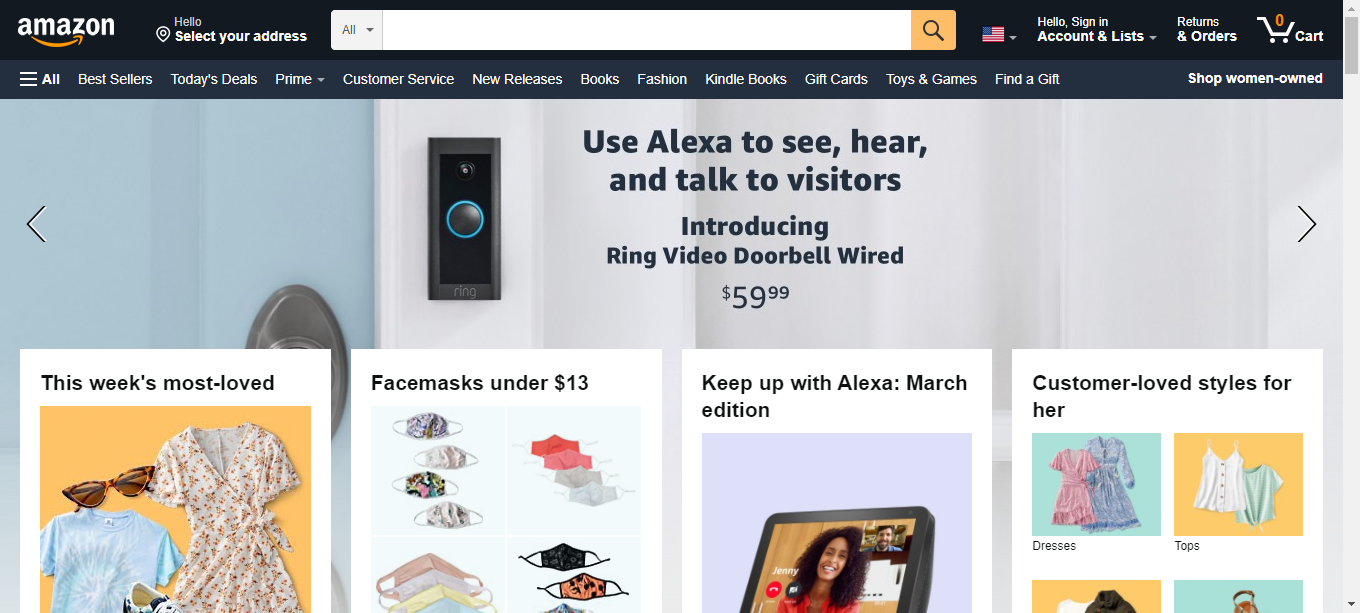 amazon
Hello
Select your address
All
Hello, Sign in
Account & Lists
Returns
& Orders
0
Cart
All
Best Sellers
Today's Deals
Prime
Customer Service
New Releases
Books
Fashion
Kindle Books
Gift Cards
Toys & Games
Find a Gift
Shop women-owned
Use Alexa to see, hear,
and talk to visitors
Introducing
Ring Video Doorbell Wired
$5999
ring
This week's most-loved
Facemasks under $13
Keep up with Alexa: March
edition
Jenny
Customer-loved styles for
her
Dresses
Tops